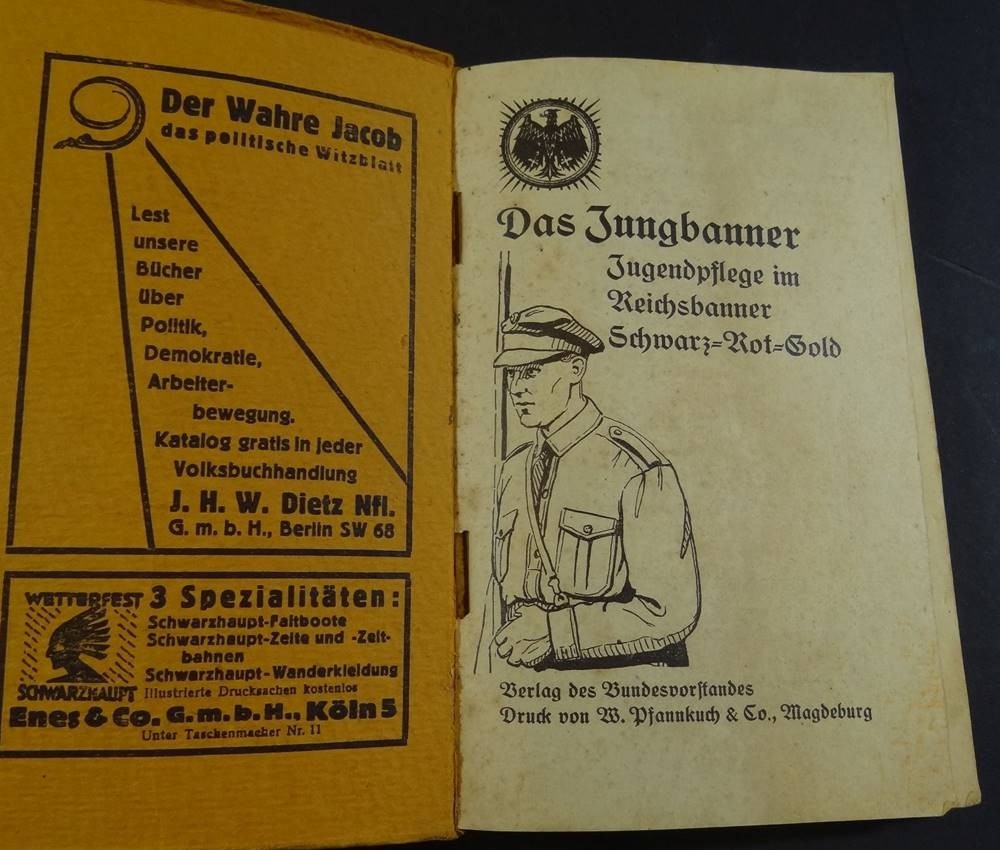 Der Wahre Jacob
das politische Witzblatt
Lest
unsere
Bücher
über
Politik,
Demokratie,
Arbeiter-
bewegung.
Katalog gratis in jeder
Volksbuchhandlung
J. H. W. Dietz Nfl.
G. m. b. H., Berlin SW 68
WETTERFEST
SCHWARZHAUPT
3 Spezialitäten:
Schwarzhaupt-Faltboote
Schwarzhaupt-Zelte und -Zelt-
bahnen
Schwarzhaupt-Wanderkleidung
Illustrierte Drucksachen kostenlos
Enes & Co. G. m. b. H., Köln 5
Unter Taschenmacher Nr. 11
Das Jungbanner
Jugendpflege im
Reichsbanner
Schwarz=Rot=Gold
Verlag des Bundesvorstandes
Druck von W. Pfannkuch & Co., Magdeburg